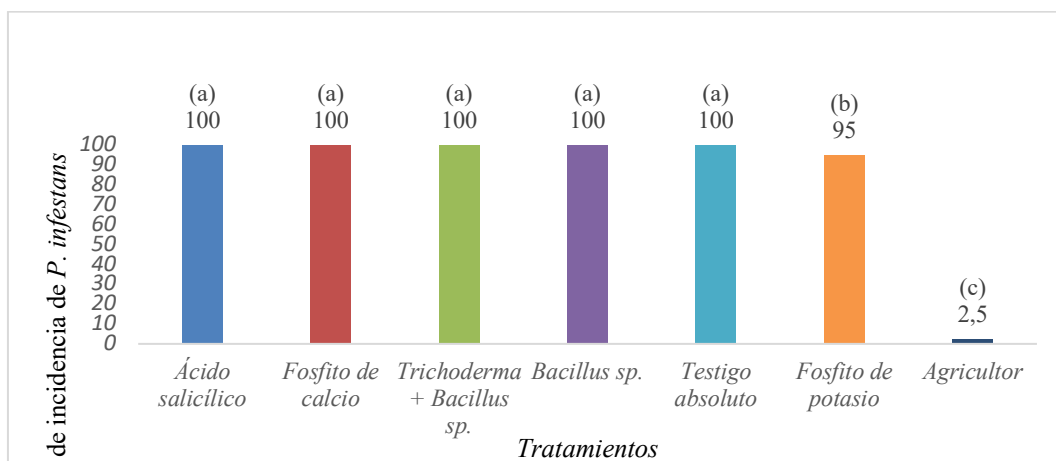 (a) (a) (a) (a) (a) (b)
100 100 100 100 100 95
100
90
80
70
60
50
40
30
20
10
0
(c)
2,5
de incidencia de P. infestans
Ácido salicílico
Fosfito de calcio
Trichoderma + Bacillus sp.
Bacillus sp.
Testigo absoluto
Fosfito de potasio
Agricultor
Tratamientos